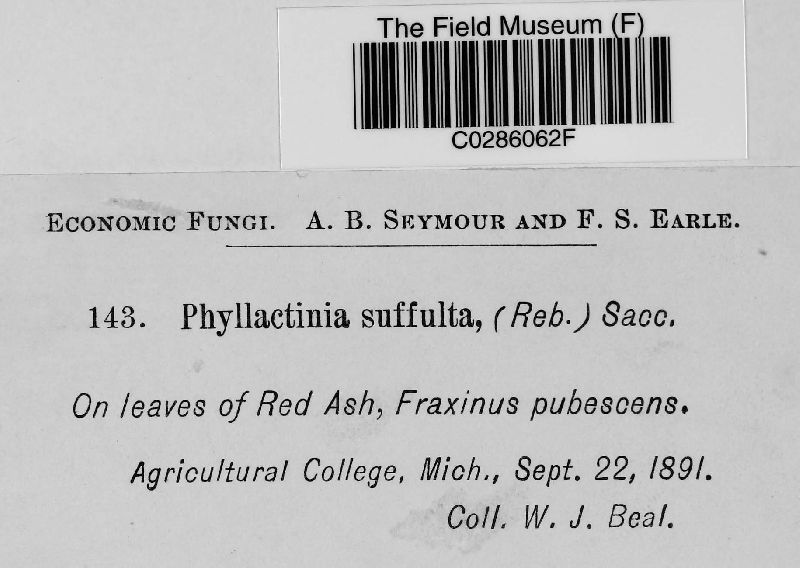 The Field Museum (F)
C0286062F
Economic Fungi. A. B. Seymour and F. S. Earle.
143. Phyllactinia suffulta, (Reb.) Sacc.
On leaves of Red Ash, Fraxinus pubescens.
Agricultural College, Mich., Sept. 22, 1891.
Coll. W. J. Beal.